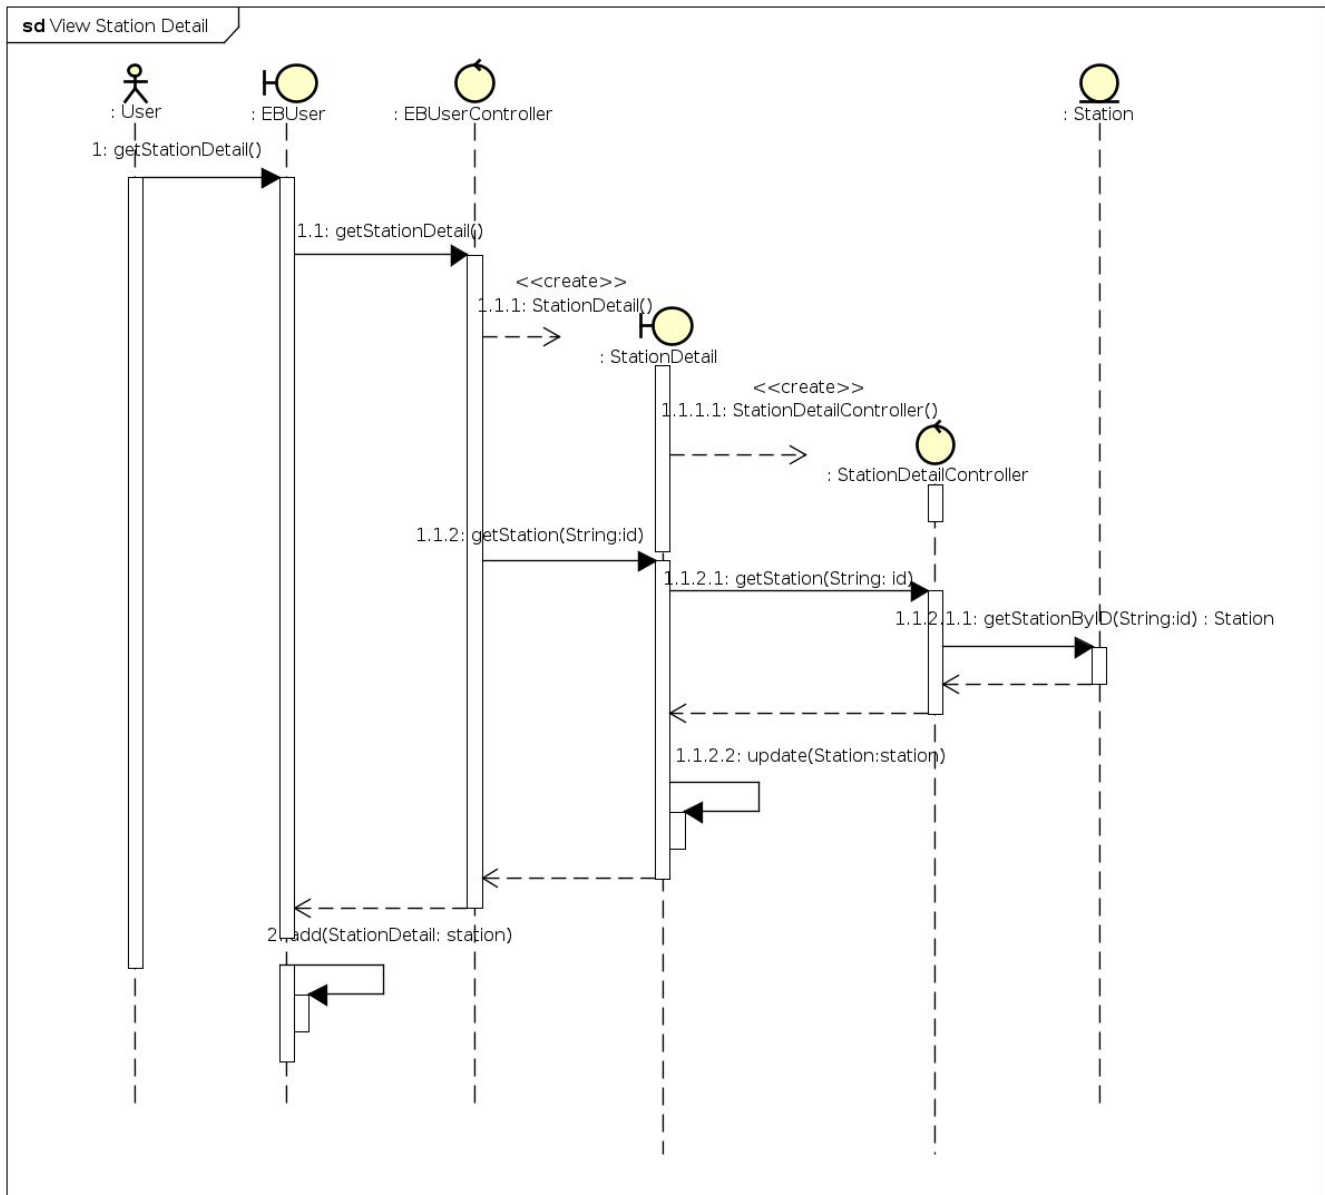 sd View Station Detail
: User
: EBUser
: EBUserController
: Station
1: getStationDetail()
1.1: getStationDetail()
<<create>>
1.1.1: StationDetail()
: StationDetail
<<create>>
1.1.1.1: StationDetailController()
: StationDetailController
1.1.2: getStation(String:id)
1.1.2.1: getStation(String: id)
1.1.2.1.1: getStationByID(String:id) : Station
1.1.2.2: update(Station:station)
2: add(StationDetail: station)